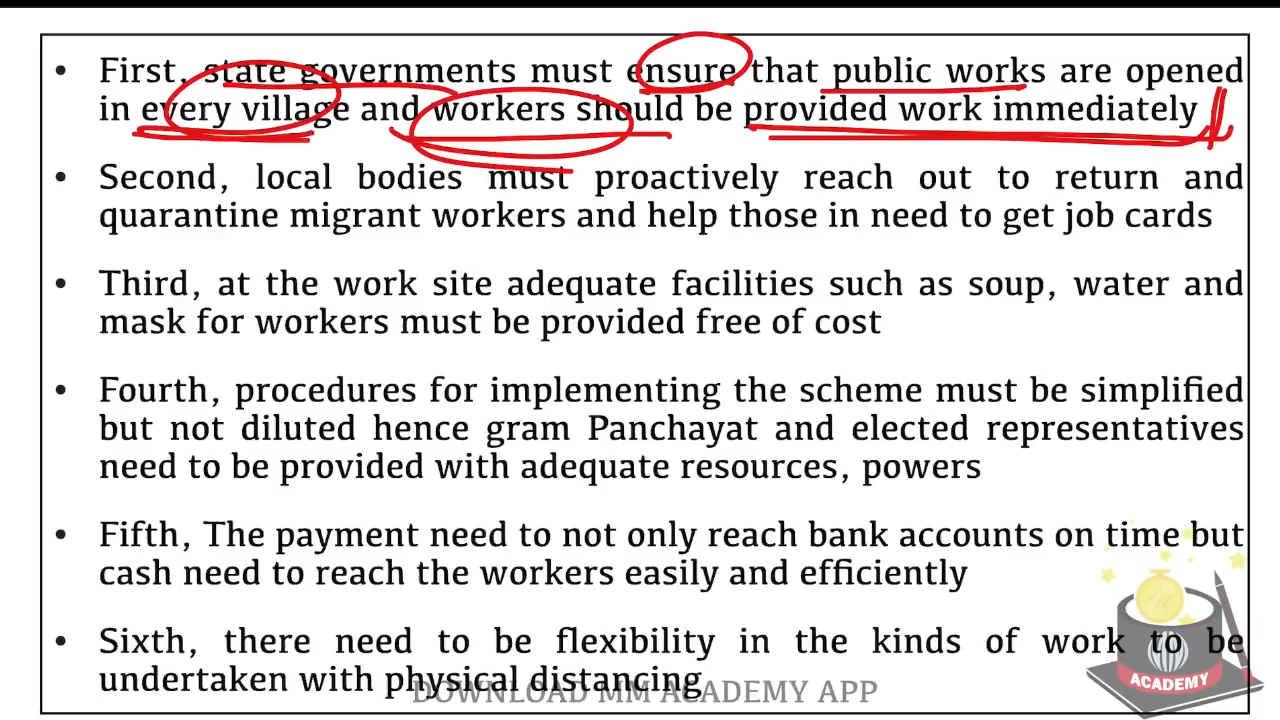 • First, state governments must ensure that public works are opened
in every village and workers should be provided work immediately
• Second, local bodies must proactively reach out to return and
quarantine migrant workers and help those in need to get job cards
• Third, at the work site adequate facilities such as soup, water and
mask for workers must be provided free of cost
• Fourth, procedures for implementing the scheme must be simplified
but not diluted hence gram Panchayat and elected representatives
need to be provided with adequate resources, powers
• Fifth, The payment need to not only reach bank accounts on time but
cash need to reach the workers easily and efficiently
• Sixth, there need to be flexibility in the kinds of work to be
undertaken with physical distancing
DOWNLOAD MM ACADEMY APP
ACADEMY